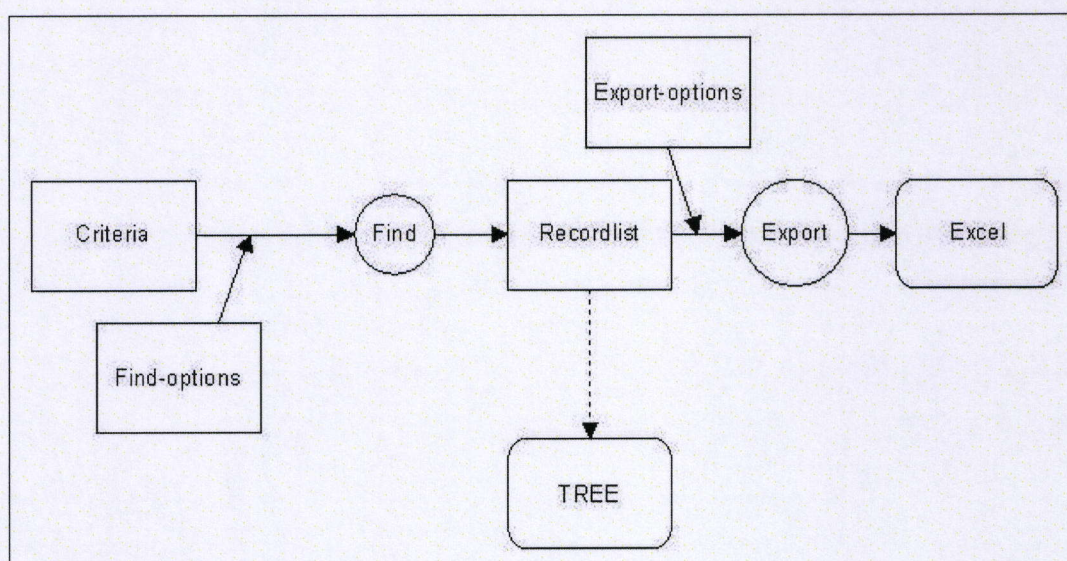 Export-options
Criteria
Find
Recordlist
Export
Excel
Find-options
TREE